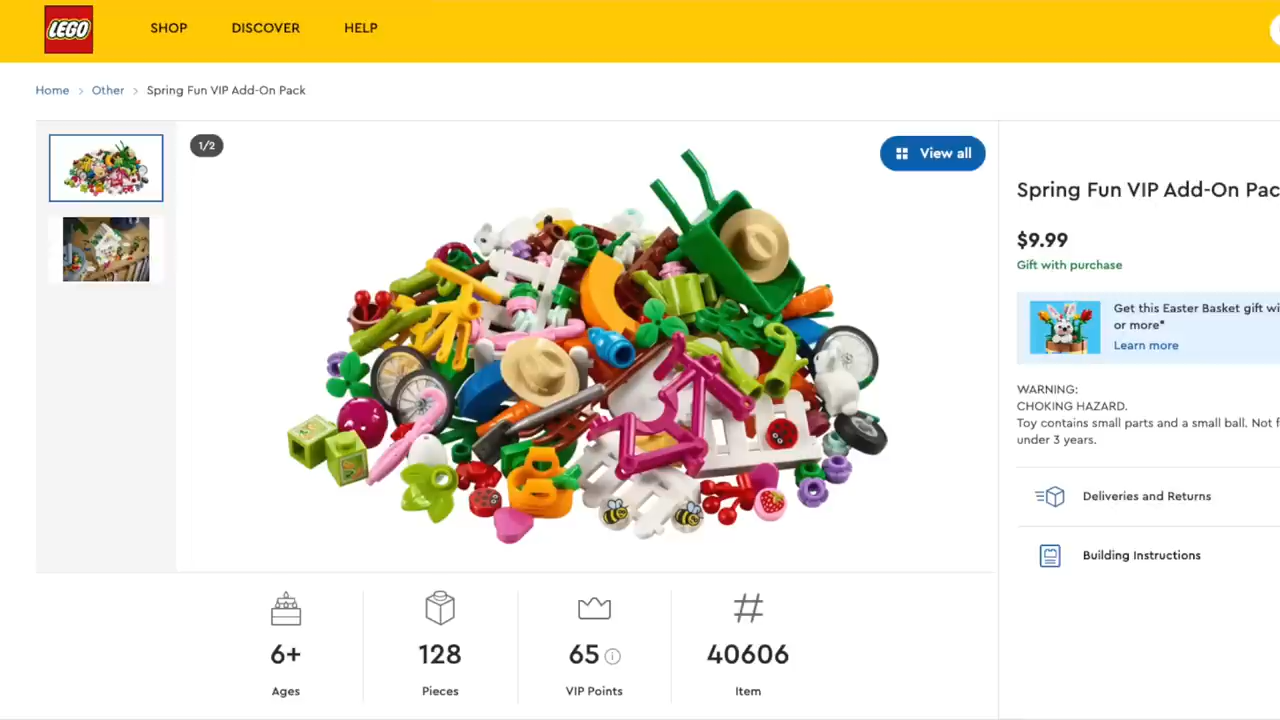 LEGO
SHOP
DISCOVER
HELP
Home > Other > Spring Fun VIP Add-On Pack
1/2
View all
Spring Fun VIP Add-On Pac
$9.99
Gift with purchase
Get this Easter Basket gift wi
or more*
Learn more
WARNING:
CHOKING HAZARD.
Toy contains small parts and a small ball. Not f
under 3 years.
Deliveries and Returns
Building Instructions
6+
Ages
128
Pieces
65
VIP Points
#
40606
Item